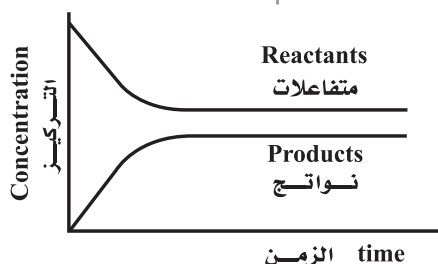 Concentration
التركيز
Reactants
متفاعلات
Products
نواتج
الزمن time